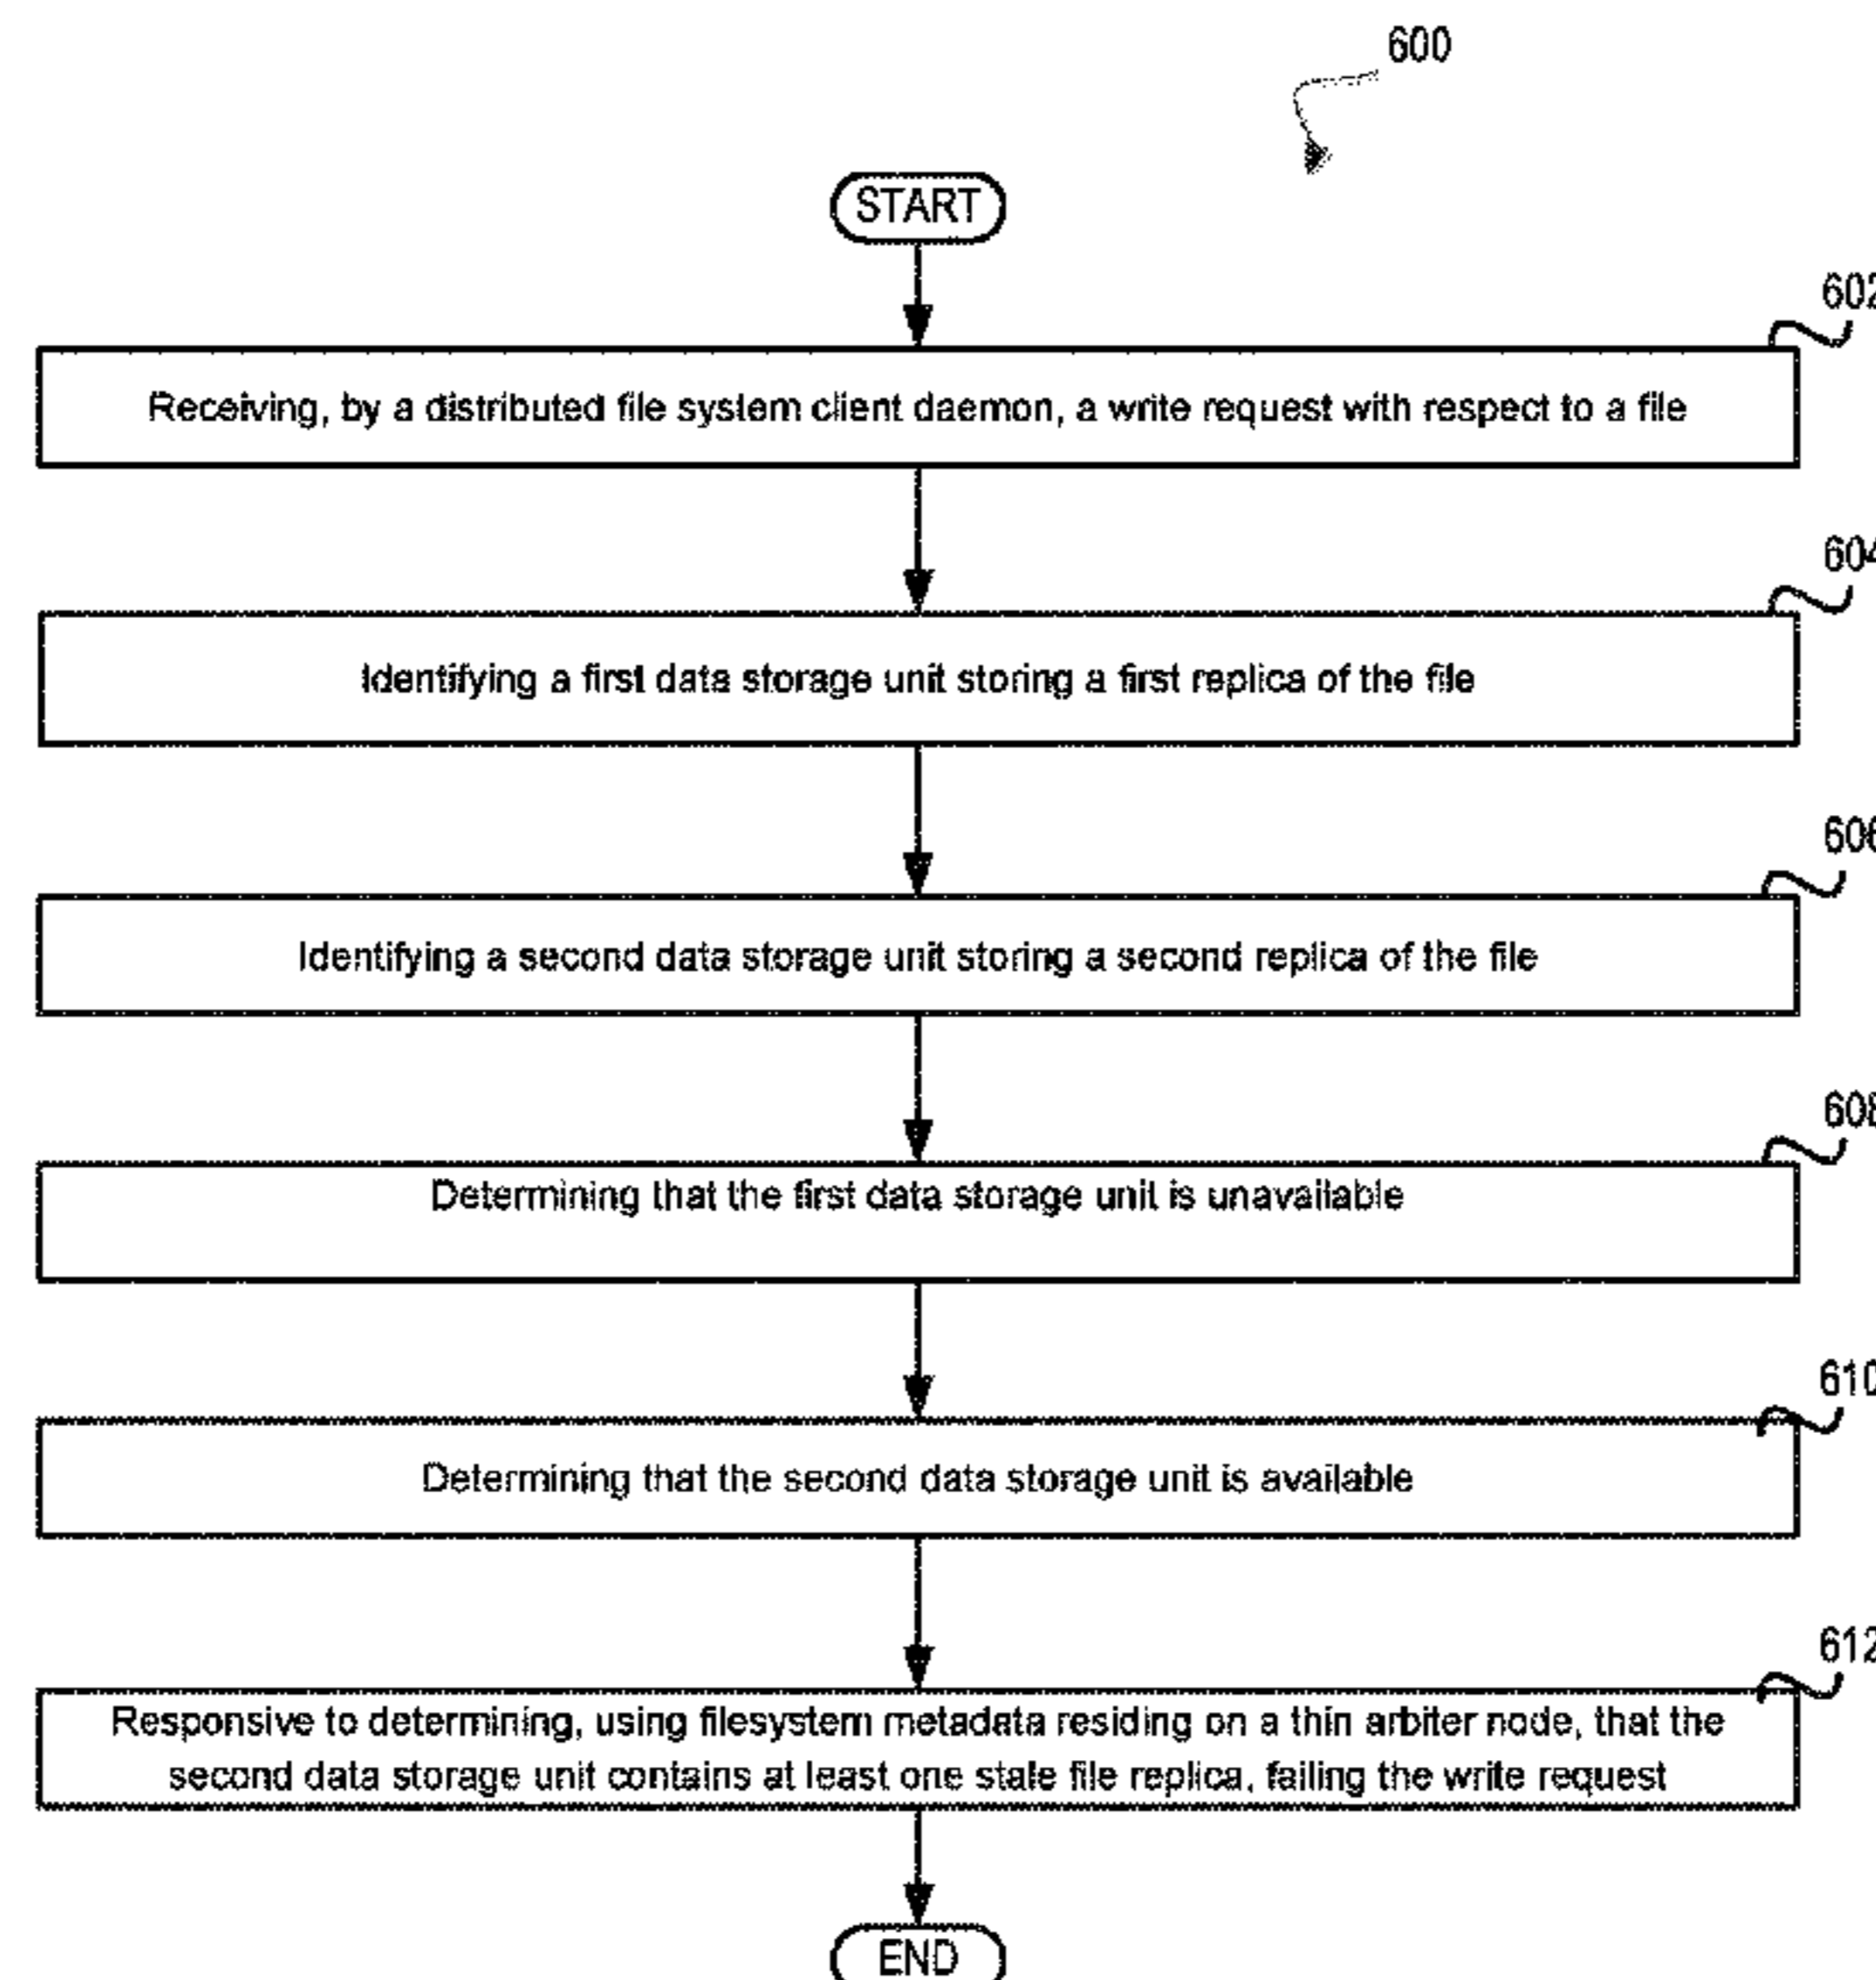 600
START
602
Receiving, by a distributed file system client daemon, a write request with respect to a file
604
Identifying a first data storage unit storing a first replica of the file
606
Identifying a second data storage unit storing a second replica of the file
608
Determining that the first data storage unit is unavailable
610
Determining that the second data storage unit is available
612
Responsive to determining, using filesystem metadata residing on a thin arbiter node, that the
second data storage unit contains at least one stale file replica, failing the write request
END